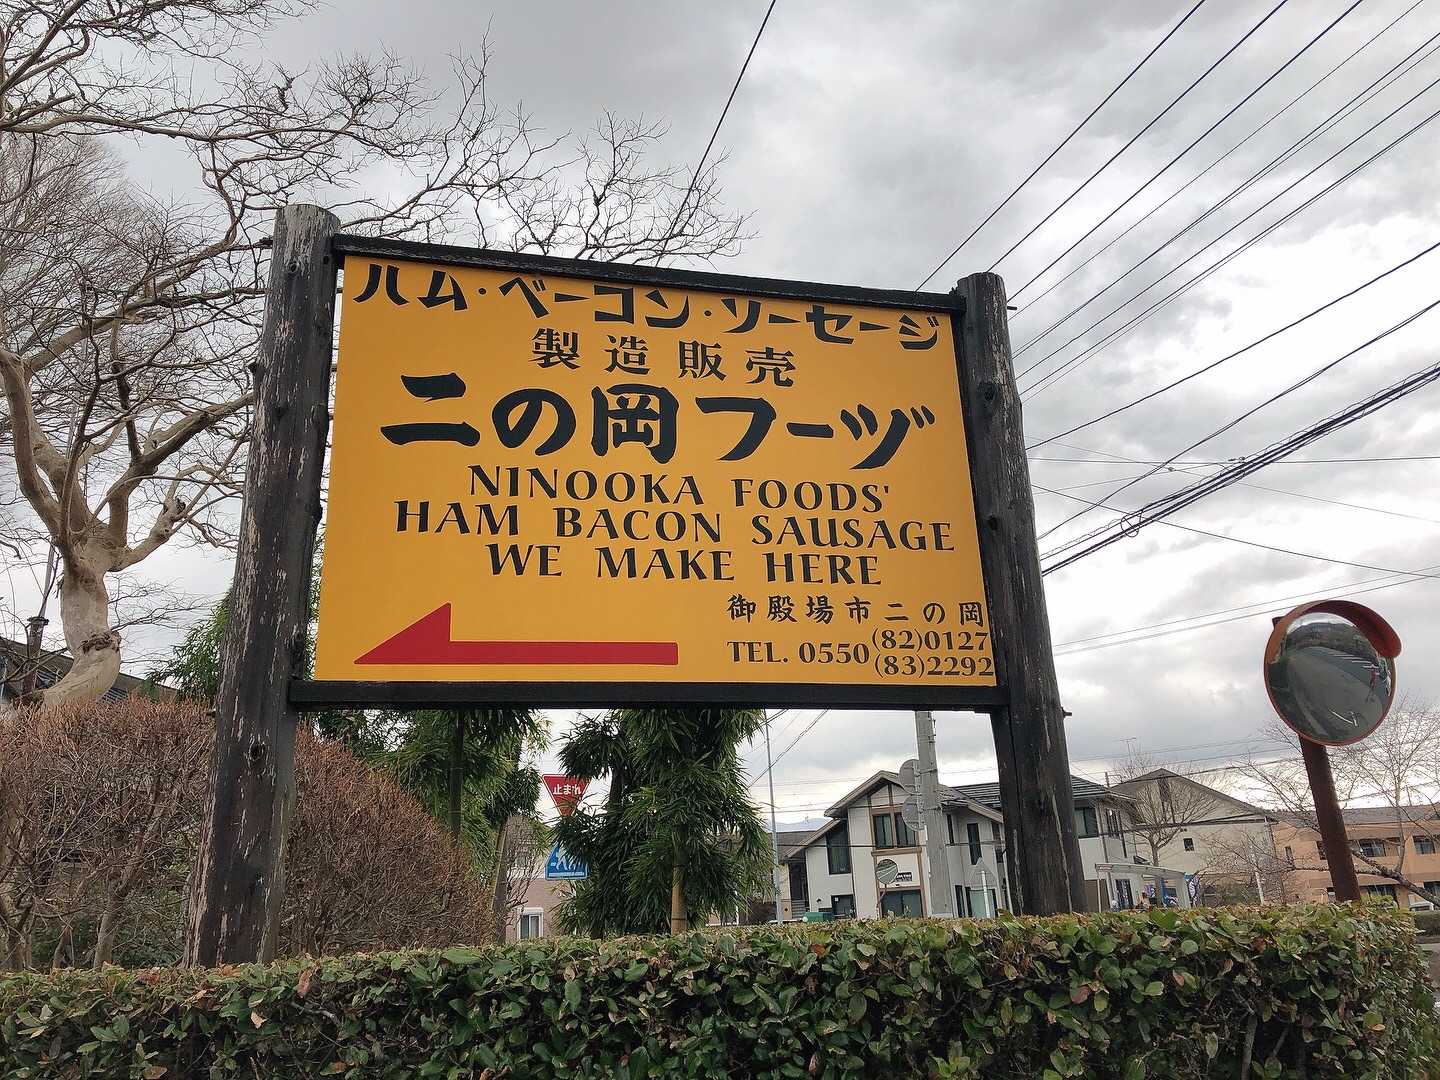 ハム・ベーコン・ソーセージ
製造販売
二の岡フーヅ
NINOOKA FOODS'
HAM BACON SAUSAGE
WE MAKE HERE
御殿場市二の岡
TEL. 0550(82)0127
(83)2292
止まれ